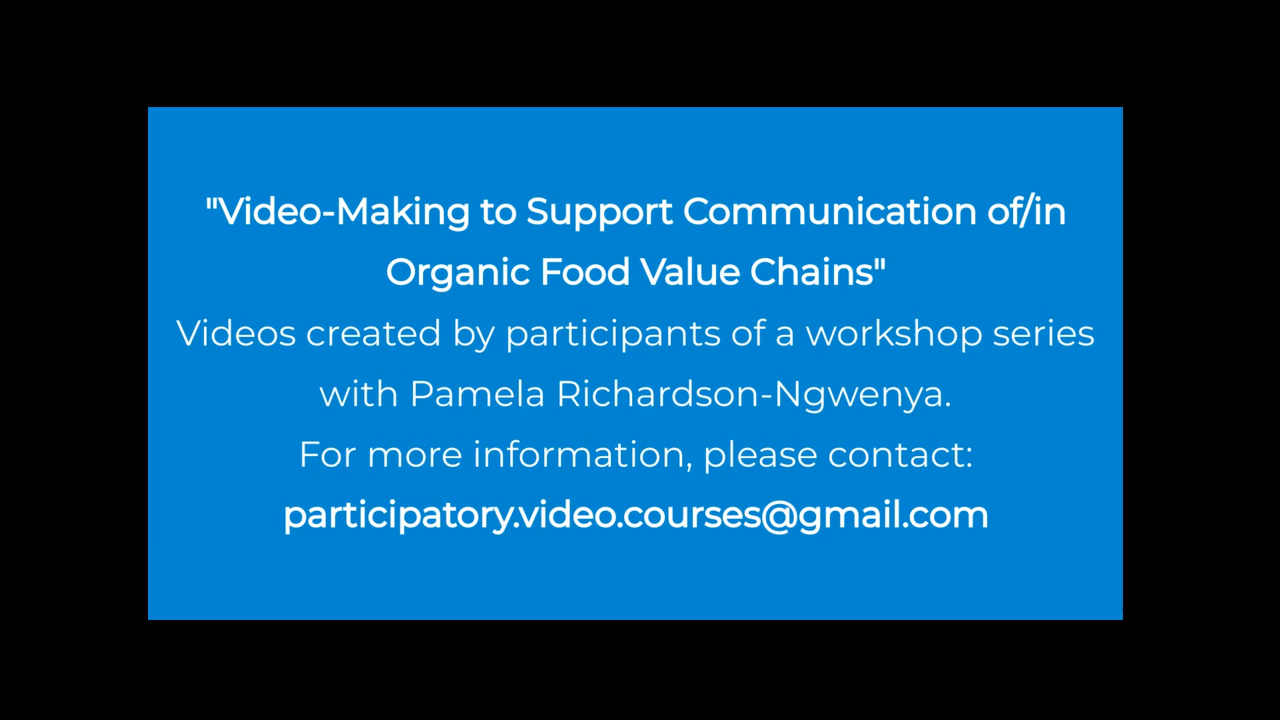 "Video-Making to Support Communication of/in
Organic Food Value Chains"
Videos created by participants of a workshop series
with Pamela Richardson-Ngwenya.
For more information, please contact:
participatory.video.courses@gmail.com